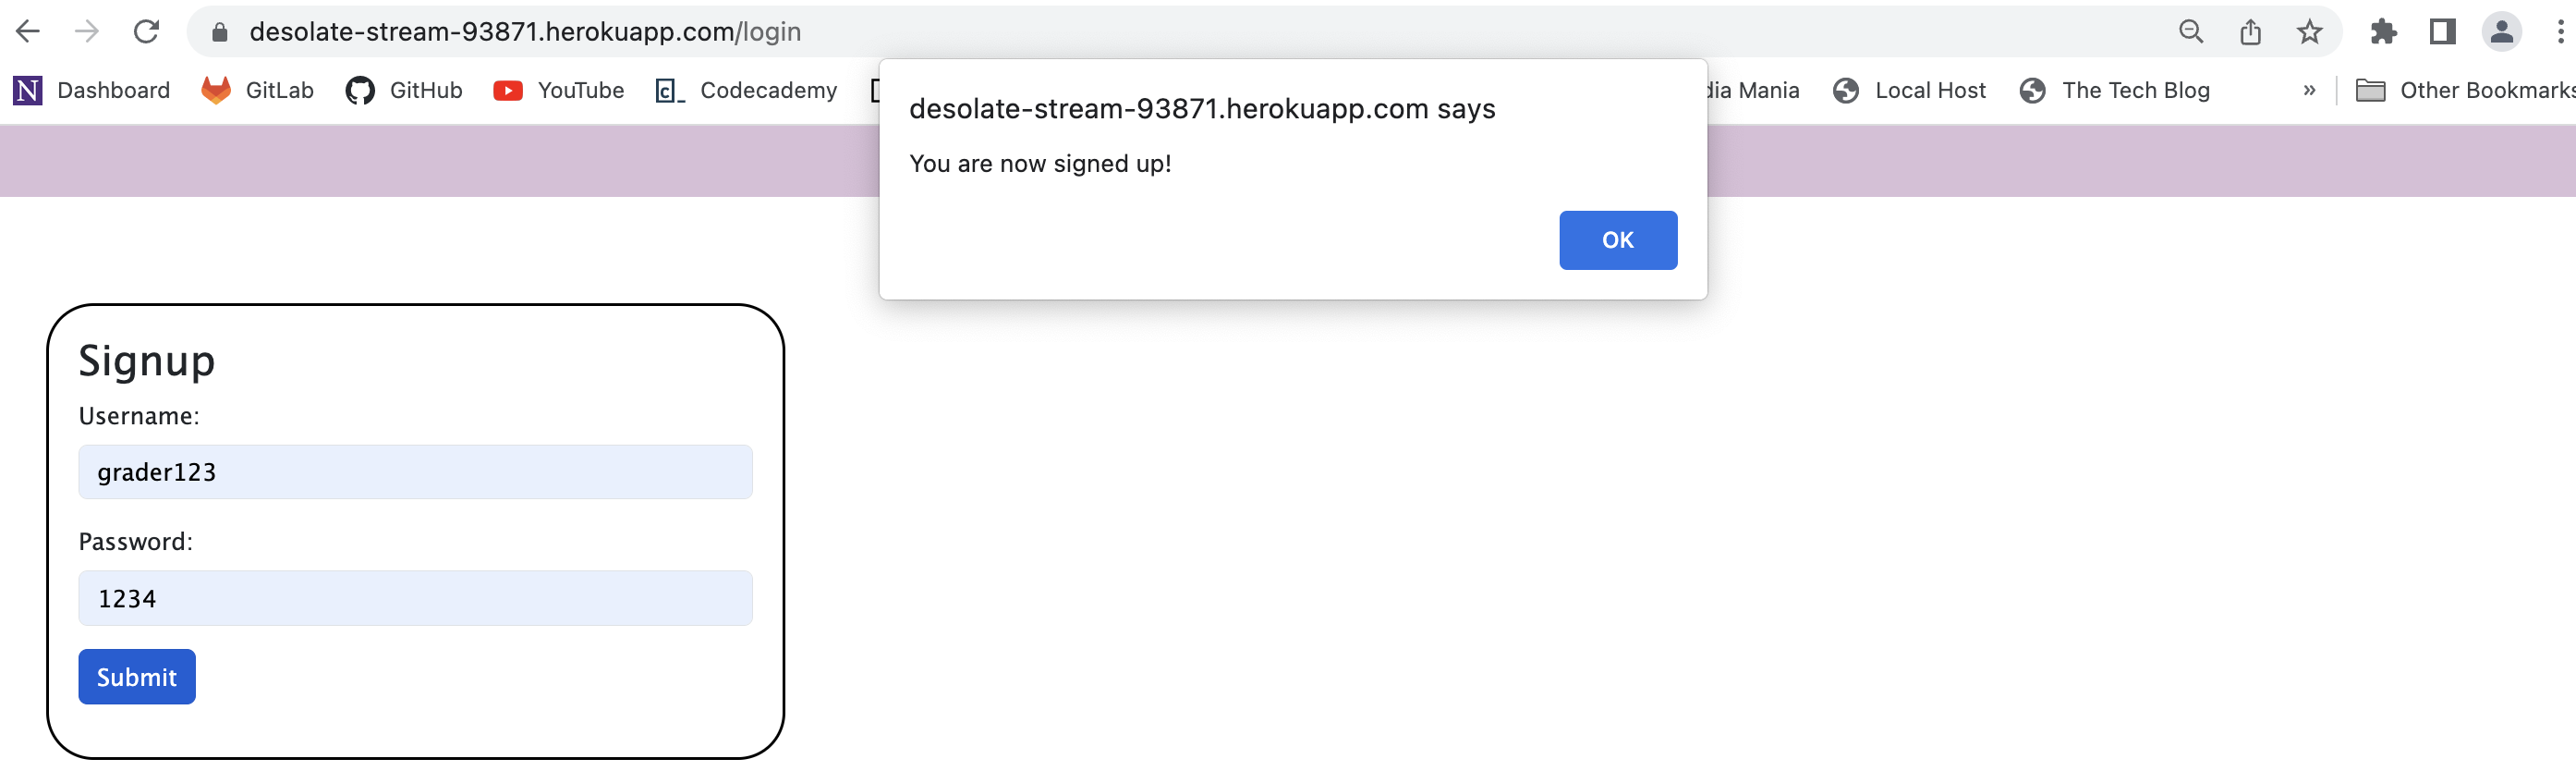 desolate-stream-93871.herokuapp.com/login
N Dashboard GitLab GitHub YouTube c_ Codecademy dia Mania Local Host The Tech Blog » Other Bookmarks
desolate-stream-93871.herokuapp.com says
You are now signed up!
OK
Signup
Username:
grader123
Password:
1234
Submit